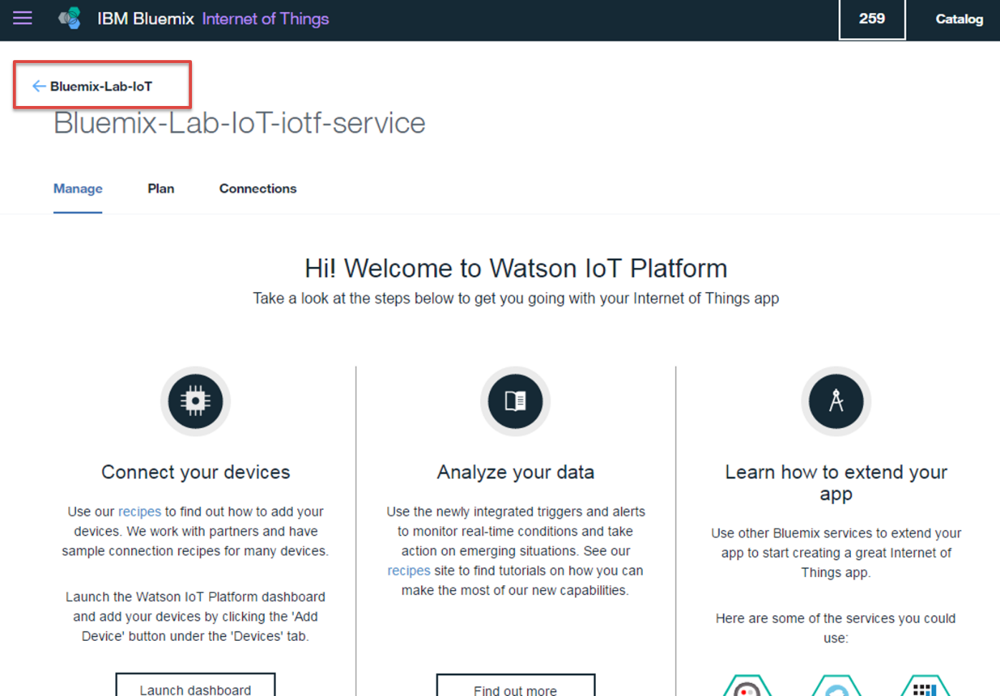 IBM Bluemix Internet of Things
259
Catalog
← Bluemix-Lab-IoT
Bluemix-Lab-IoT-iotf-service
Manage Plan Connections
Hi! Welcome to Watson IoT Platform
Take a look at the steps below to get you going with your Internet of Things app
Connect your devices
Use our recipes to find out how to add your
devices. We work with partners and have
sample connection recipes for many devices.
Launch the Watson IoT Platform dashboard
and add your devices by clicking the 'Add
Device' button under the 'Devices' tab.
Launch dashboard
Analyze your data
Use the newly integrated triggers and alerts
to monitor real-time conditions and take
action on emerging situations. See our
recipes site to find tutorials on how you can
make the most of our new capabilities.
Find out more
Learn how to extend your
app
Use other Bluemix services to extend your
app to start creating a great Internet of
Things app.
Here are some of the services you could
use: